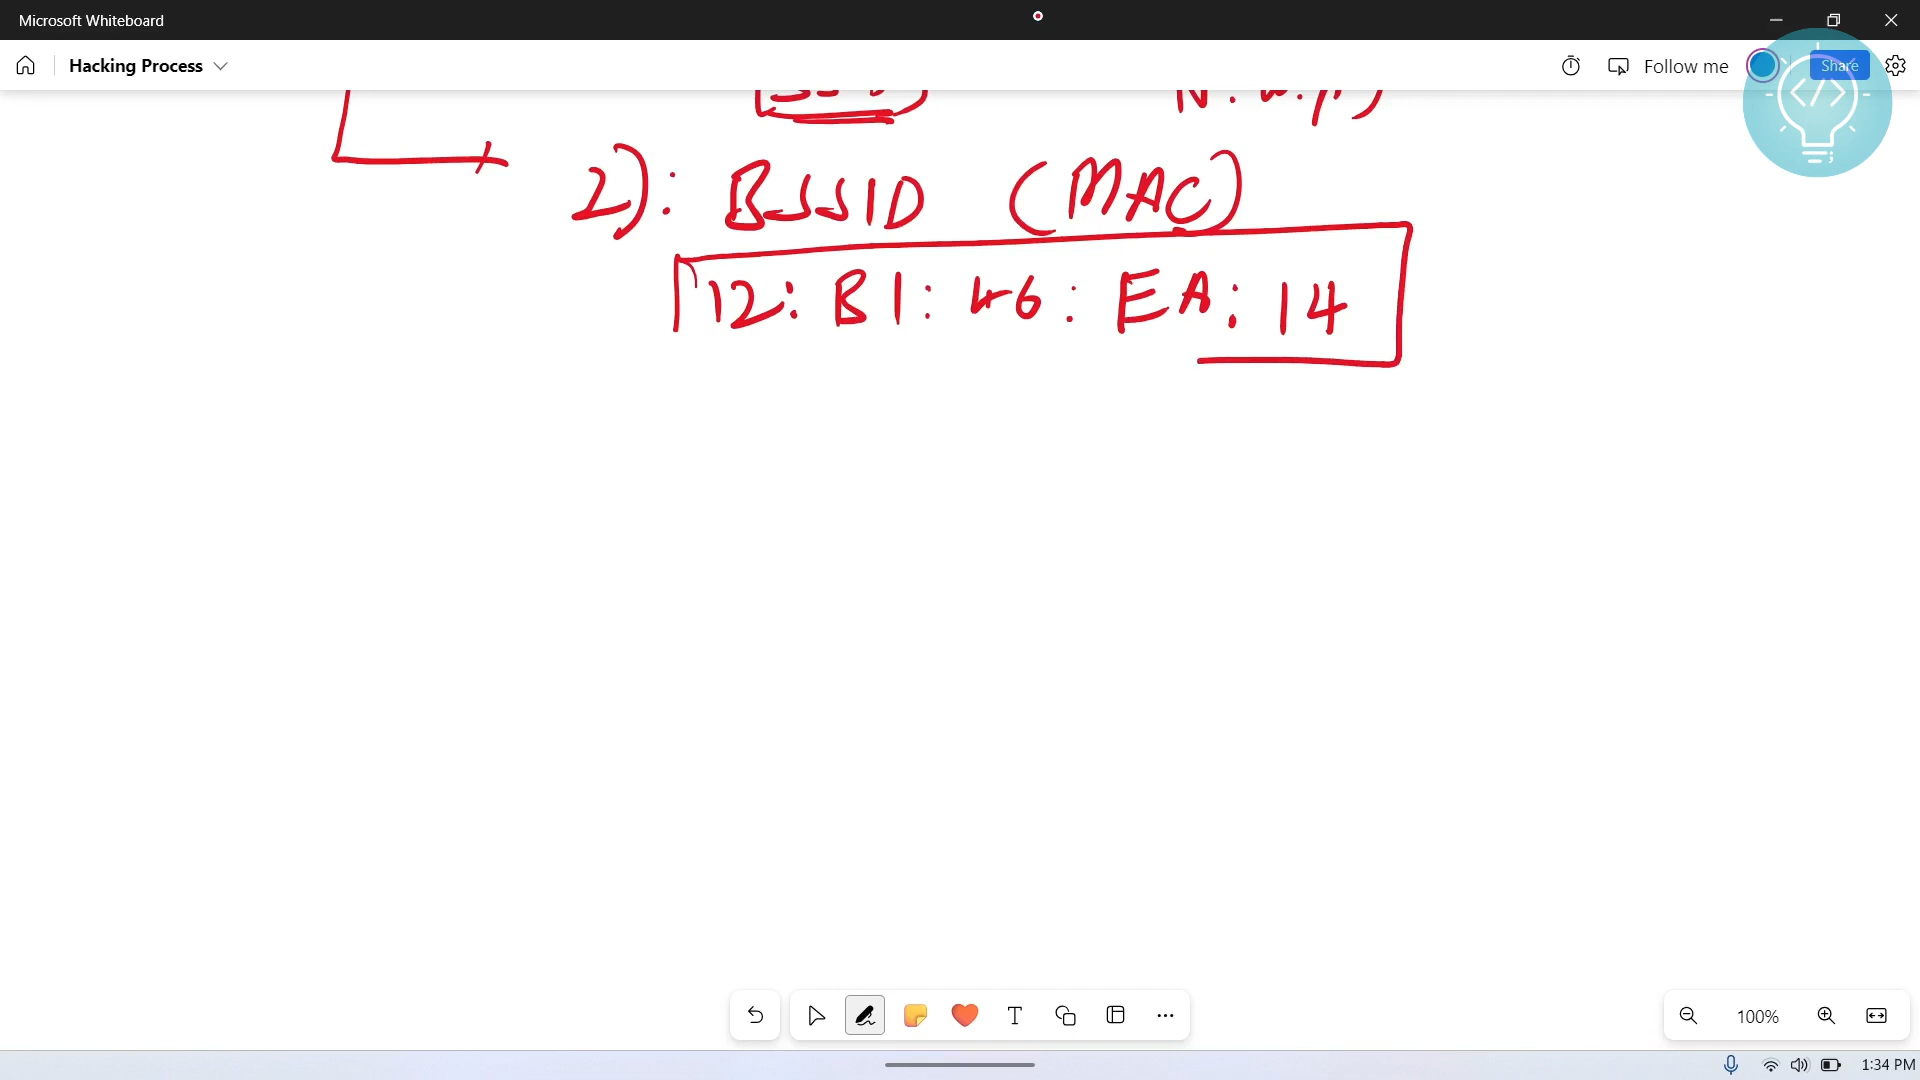 Microsoft Whiteboard
Hacking Process
Follow me
Share
</>
2): BSSID (MAC)
12: B1: 46: EA: 14
T
100%
1:34 PM